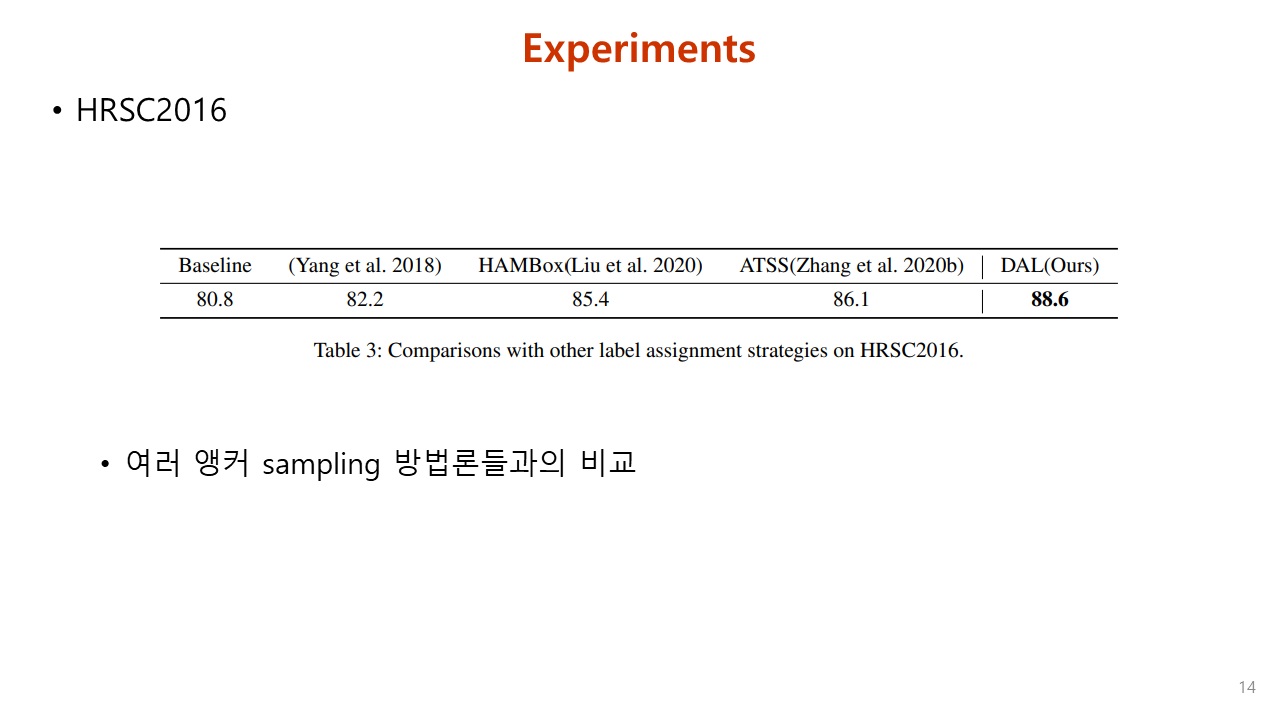 Experiments
• HRSC2016
Baseline (Yang et al. 2018) HAMBox(Liu et al. 2020) ATSS(Zhang et al. 2020b) DAL(Ours)
80.8 82.2 85.4 86.1 88.6
Table 3: Comparisons with other label assignment strategies on HRSC2016.
• 여러 앵커 sampling 방법론들과의 비교
14